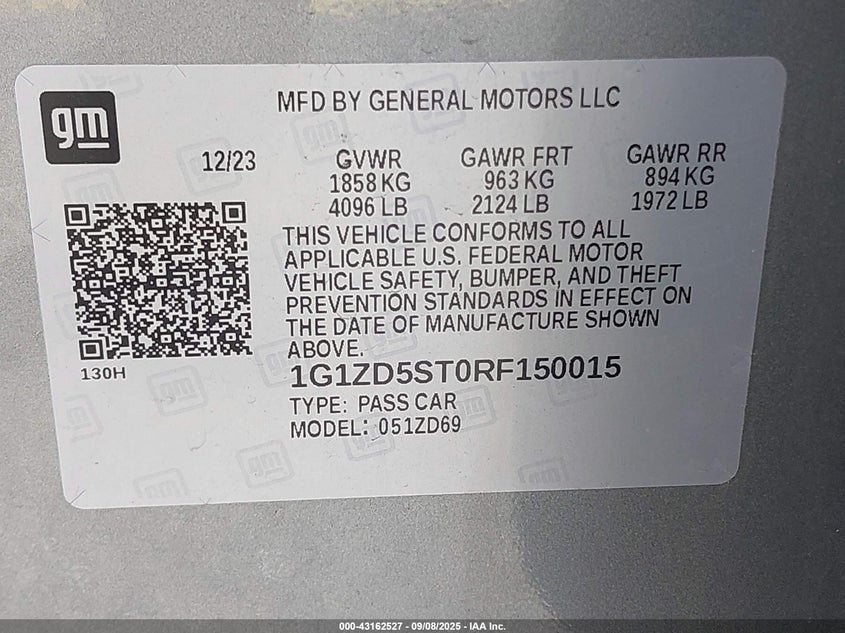 gm
MFD BY GENERAL MOTORS LLC
12/23
GVWR GAWR FRT GAWR RR
1858 KG 963 KG 894 KG
4096 LB 2124 LB 1972 LB
THIS VEHICLE CONFORMS TO ALL
APPLICABLE U.S. FEDERAL MOTOR
VEHICLE SAFETY, BUMPER, AND THEFT
PREVENTION STANDARDS IN EFFECT ON
THE DATE OF MANUFACTURE SHOWN
ABOVE.
130H
1G1ZD5ST0RF150015
TYPE: PASS CAR
MODEL: 051ZD69
000-43162527 - 09/08/2025 - IAA Inc.